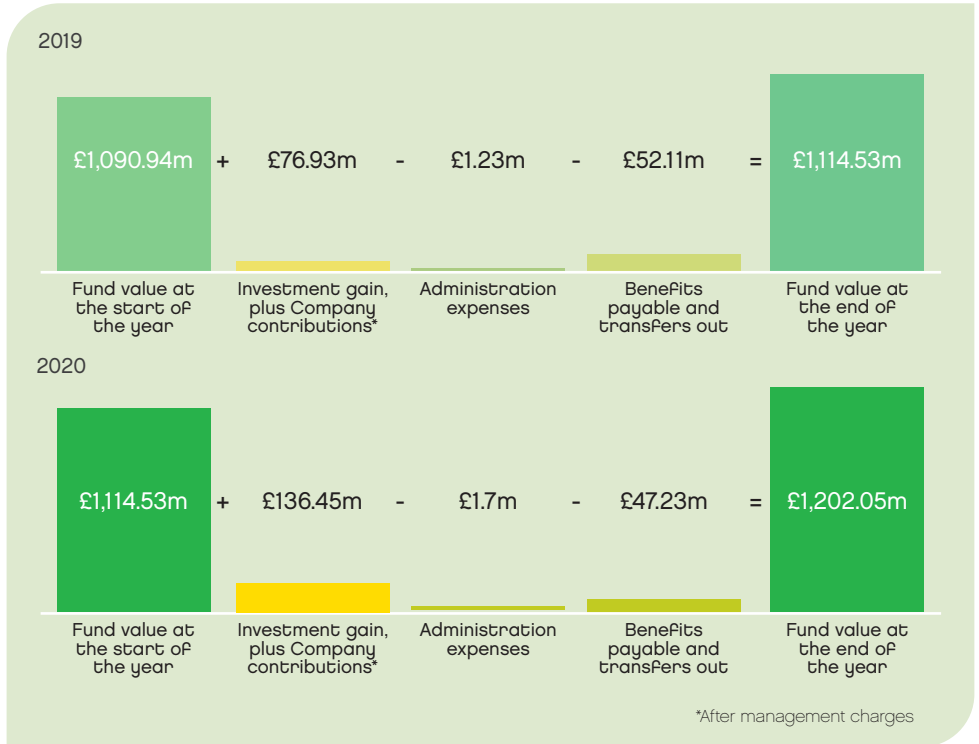 2019
£1,090.94m + £76.93m - £1.23m - £52.11m = £1,114.53m
Fund value at
the start of
the year
Investment gain,
plus Company
contributions*
Administration
expenses
Benefits
payable and
transfers out
Fund value at
the end of
the year
2020
£1,114.53m + £136.45m - £1.7m - £47.23m = £1,202.05m
Fund value at
the start of
the year
Investment gain,
plus Company
contributions*
Administration
expenses
Benefits
payable and
transfers out
Fund value at
the end of
the year
*After management charges